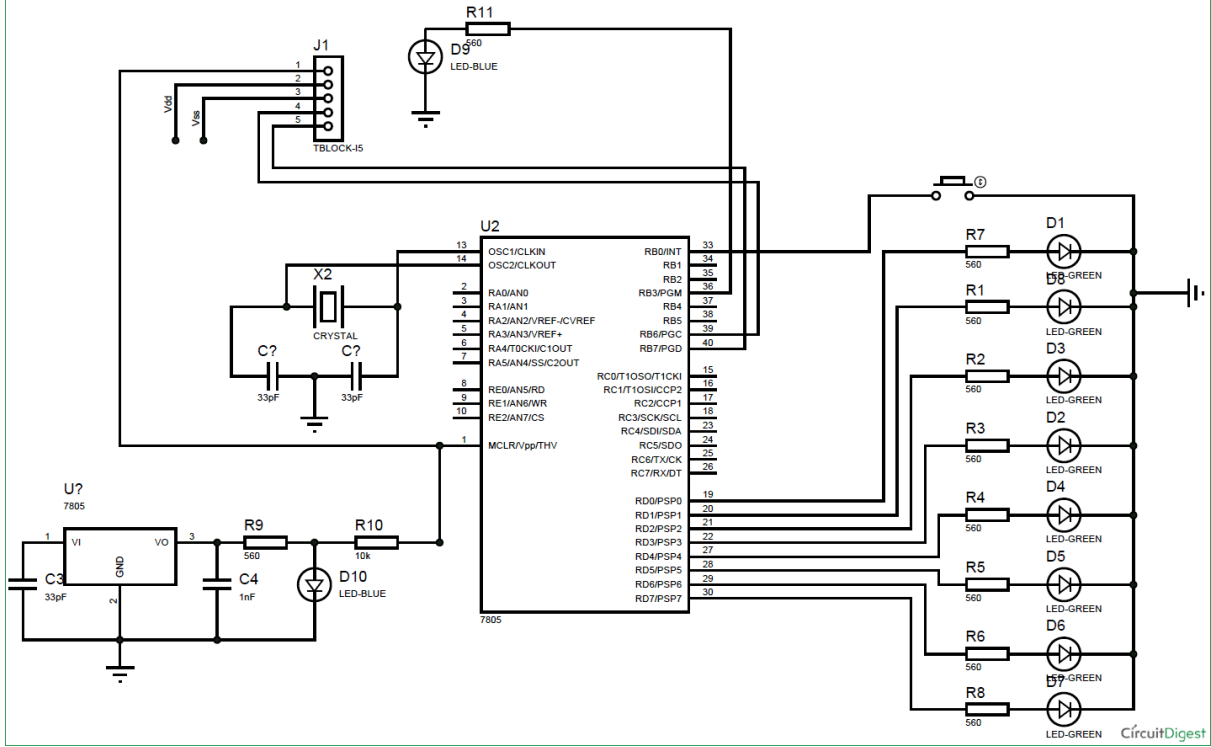 R11
560
D9
LED-BLUE
J1
1
2
3
4
5
TBLOCK-I5
Vdd
Vss
U2
13 OSC1/CLKIN
14 OSC2/CLKOUT
2 RA0/AN0
3 RA1/AN1
4 RA2/AN2/VREF-/CVREF
5 RA3/AN3/VREF+
6 RA4/T0CKI/C1OUT
7 RA5/AN4/SS/C2OUT
8 RE0/AN5/RD
9 RE1/AN6/WR
10 RE2/AN7/CS
1 MCLR/Vpp/THV
RB0/INT 33
RB1 34
RB2 35
RB3/PGM 36
RB4 37
RB5 38
RB6/PGC 39
RB7/PGD 40
RC0/T1OSO/T1CKI 15
RC1/T1OSI/CCP2 16
RC2/CCP1 17
RC3/SCK/SCL 18
RC4/SDI/SDA 23
RC5/SDO 24
RC6/TX/CK 25
RC7/RX/DT 26
RD0/PSP0 19
RD1/PSP1 20
RD2/PSP2 21
RD3/PSP3 22
RD4/PSP4 27
RD5/PSP5 28
RD6/PSP6 29
RD7/PSP7 30
7805
X2
CRYSTAL
C?
33pF
C?
33pF
U?
7805
1 VI
VO 3
GND
2
C3
33pF
C4
1nF
R9
560
R10
10k
D10
LED-BLUE
R7
560
D1
LED-GREEN
R1
560
D8
LED-GREEN
R2
560
D3
LED-GREEN
R3
560
D2
LED-GREEN
R4
560
D4
LED-GREEN
R5
560
D5
LED-GREEN
R6
560
D6
LED-GREEN
R8
560
D7
LED-GREEN
CircuitDigest